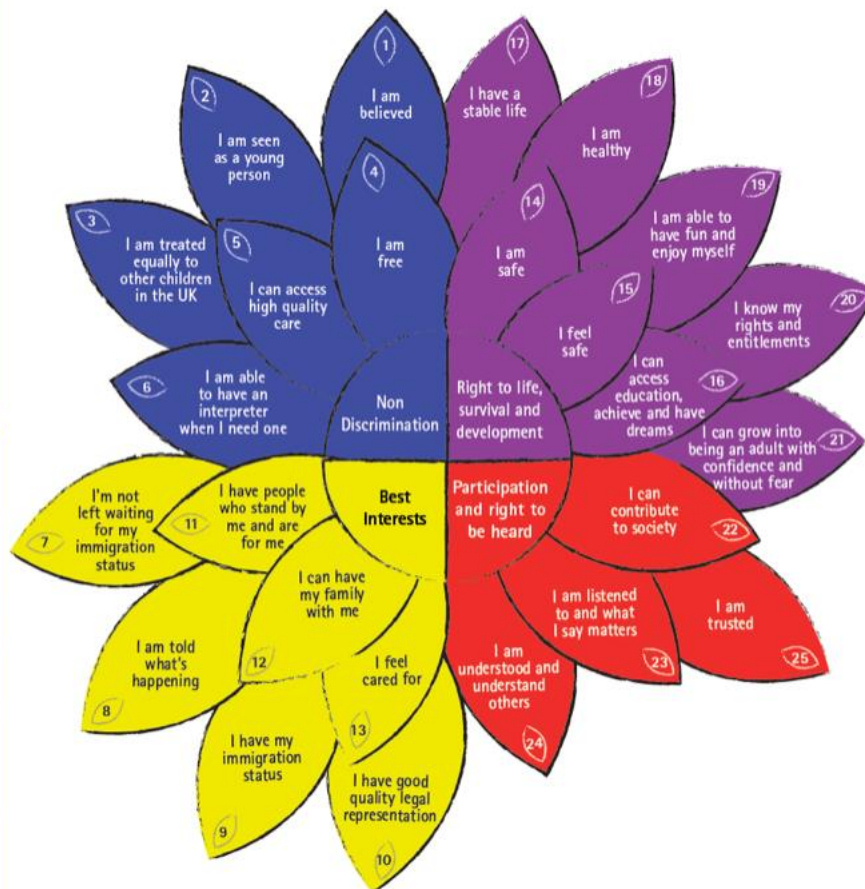 1
I am
believed
2
I am seen
as a young
person
3
I am treated
equally to
other children
in the UK
4
I am
free
5
I can access
high quality
care
6
I am able
to have an
interpreter
when I need one
Non
Discrimination
7
I'm not
left waiting
for my
immigration
status
8
I am told
what's
happening
9
I have my
immigration
status
10
I have good
quality legal
representation
11
I have people
who stand by
me and are
for me
12
I can have
my family
with me
13
I feel
cared for
Best
Interests
14
I am
safe
15
I feel
safe
16
I can
access
education,
achieve and have
dreams
17
I have a
stable life
18
I am
healthy
19
I am able to
have fun and
enjoy myself
20
I know my
rights and
entitlements
21
I can grow into
being an adult with
confidence and
without fear
Right to life,
survival and
development
22
I can
contribute
to society
23
I am listened
to and what
I say matters
24
I am
understood and
understand
others
25
I am
trusted
Participation
and right to
be heard